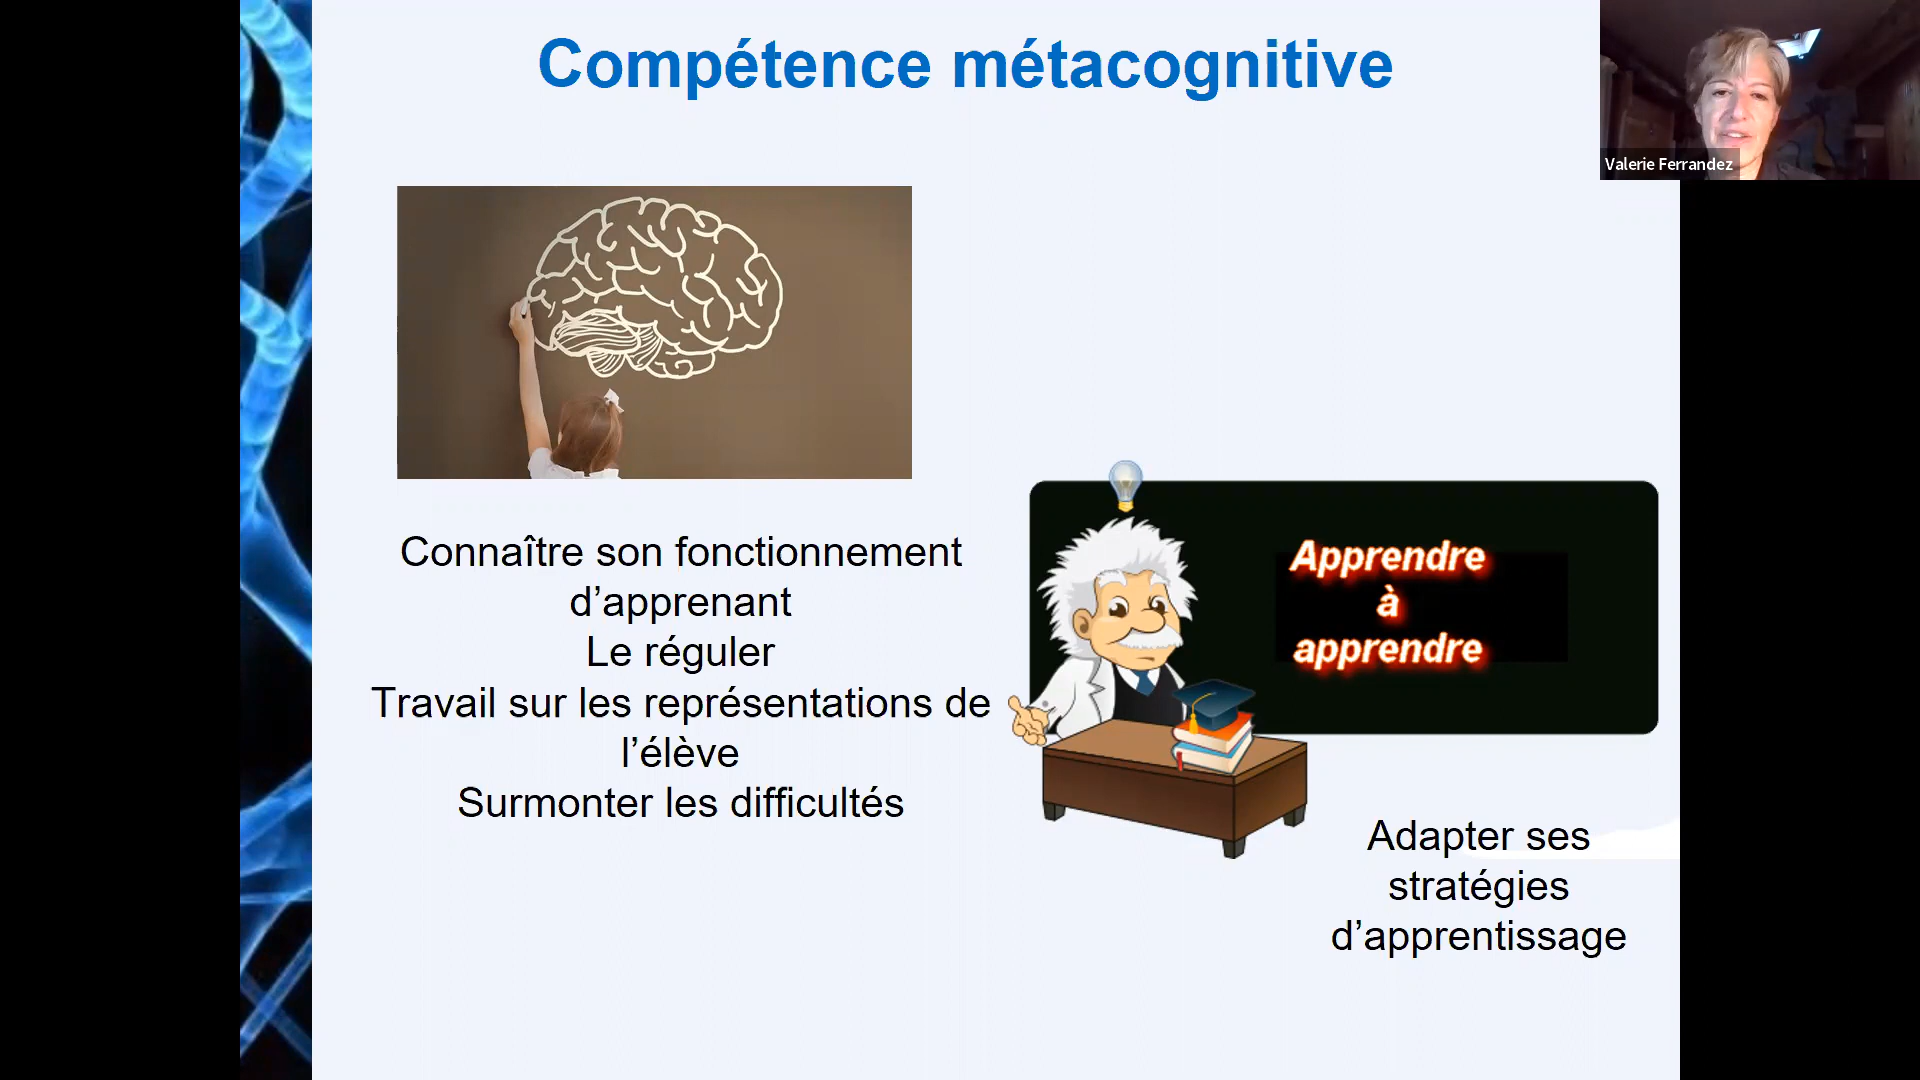 Compétence métacognitive
Valerie Ferrandez
Connaître son fonctionnement
d’apprenant
Le réguler
Travail sur les représentations de
l’élève
Surmonter les difficultés
Apprendre
à
apprendre
Adapter ses
stratégies
d’apprentissage